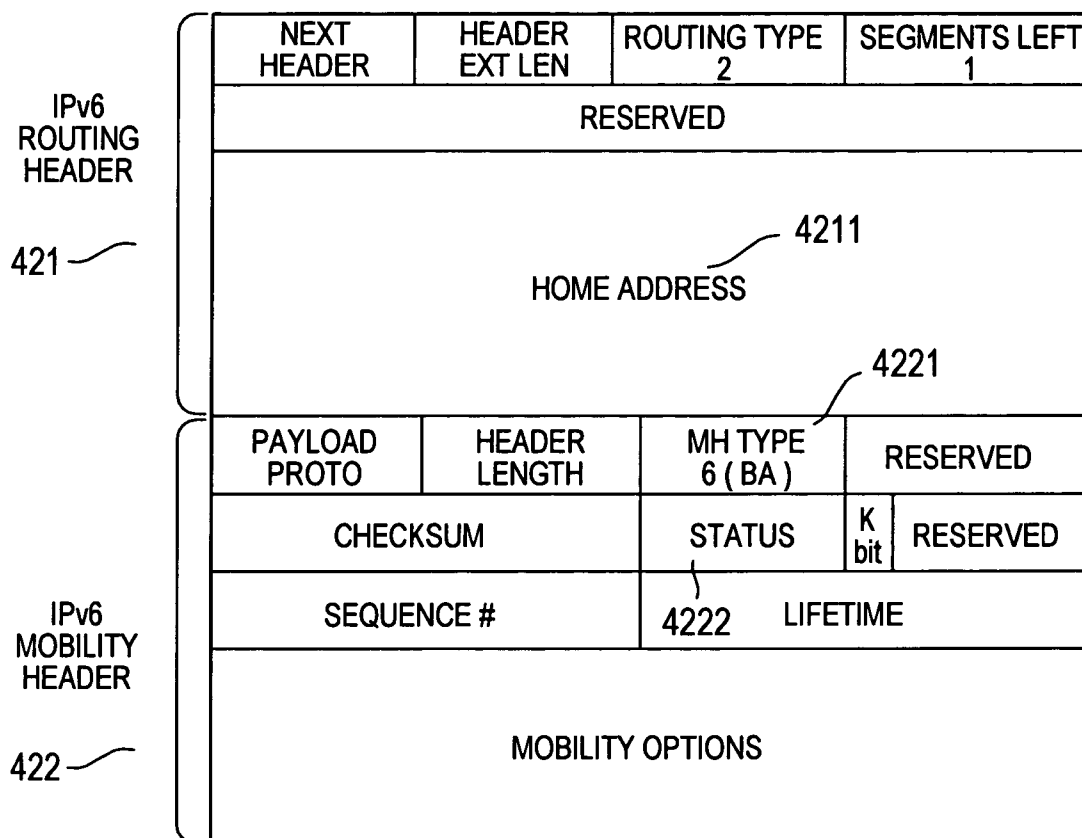 NEXT HEADER
HEADER EXT LEN
ROUTING TYPE 2
SEGMENTS LEFT 1
IPv6 ROUTING HEADER
421
RESERVED
4211
HOME ADDRESS
4221
PAYLOAD PROTO
HEADER LENGTH
MH TYPE 6 ( BA )
RESERVED
CHECKSUM
STATUS
K bit
RESERVED
IPv6 MOBILITY HEADER
422
SEQUENCE #
4222
LIFETIME
MOBILITY OPTIONS